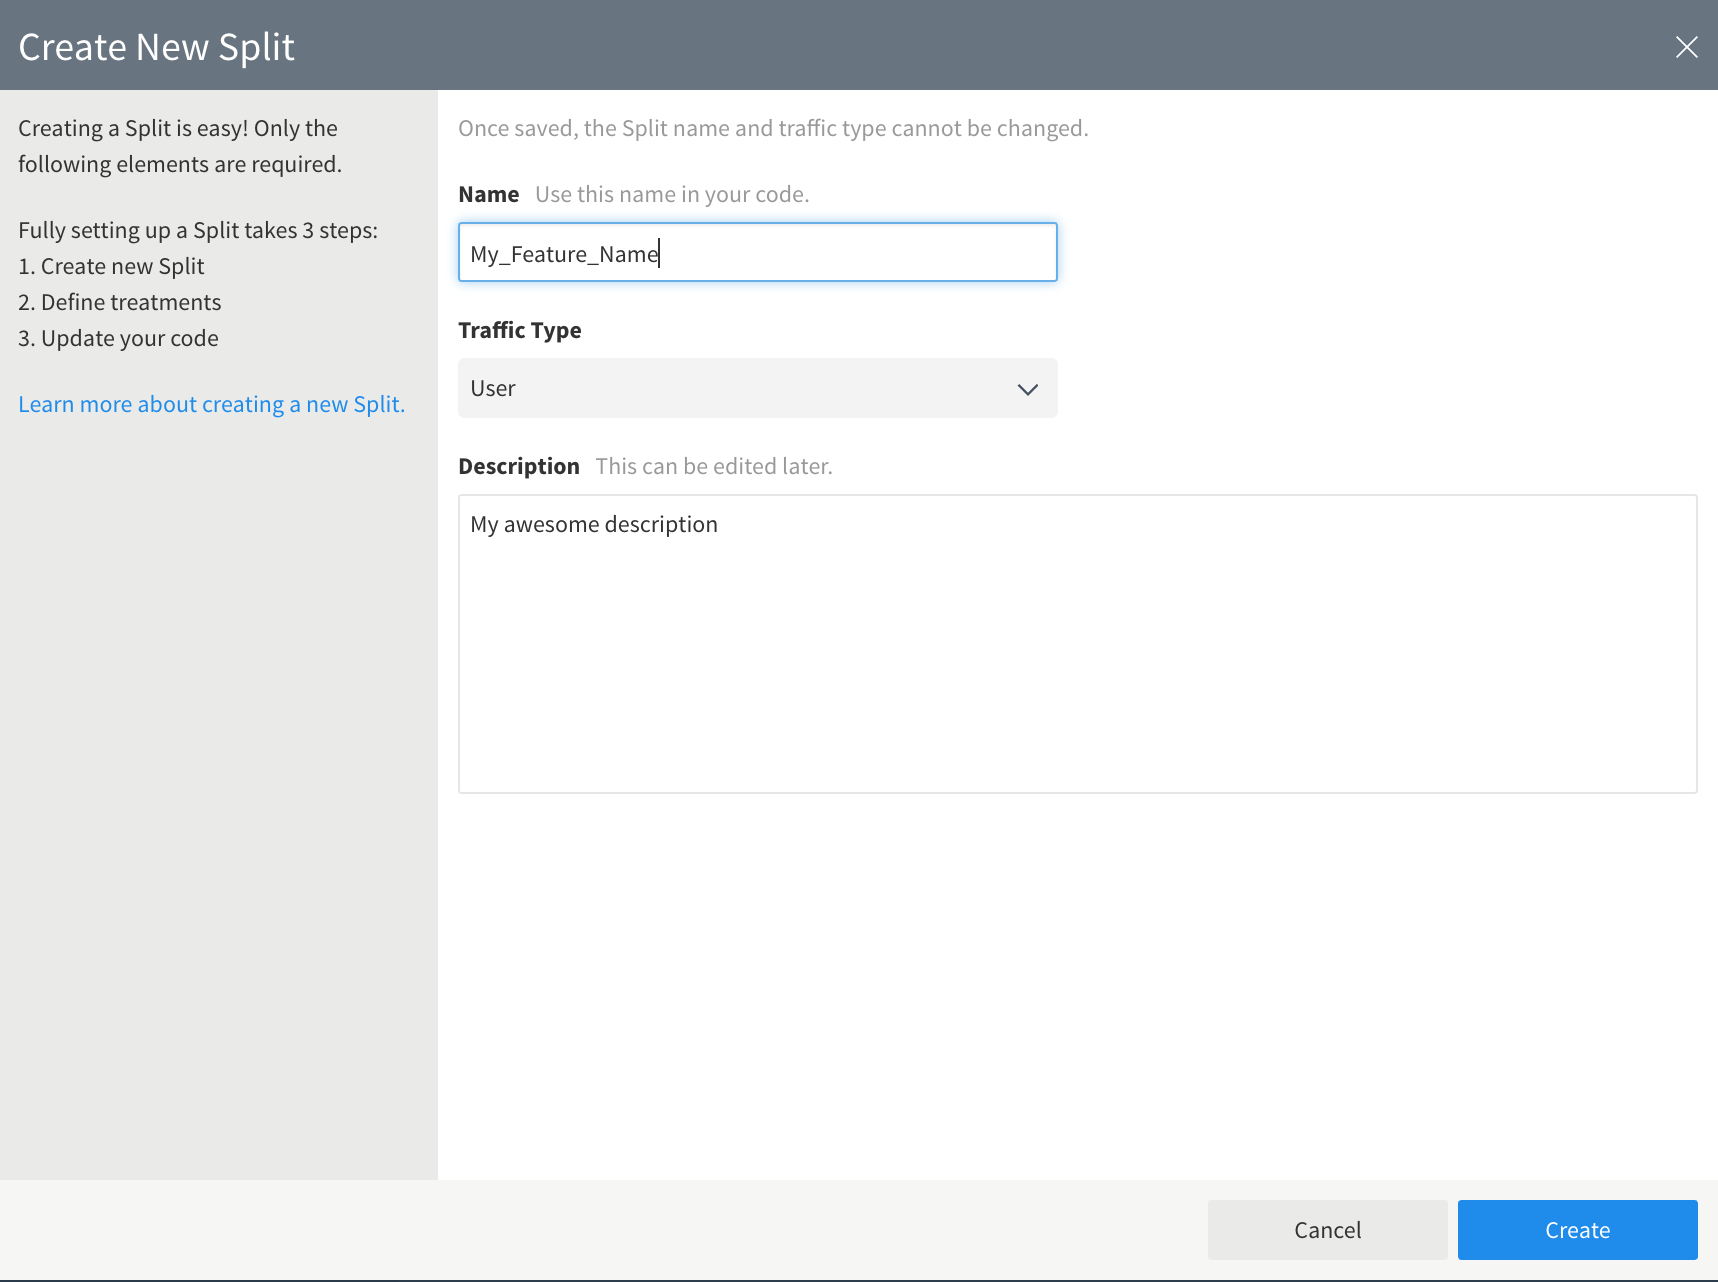 Create New Split
Creating a Split is easy! Only the
following elements are required.
Fully setting up a Split takes 3 steps:
1. Create new Split
2. Define treatments
3. Update your code
Learn more about creating a new Split.
Once saved, the Split name and traffic type cannot be changed.
Name Use this name in your code.
My_Feature_Name
Traffic Type
User
Description This can be edited later.
My awesome description
Cancel
Create